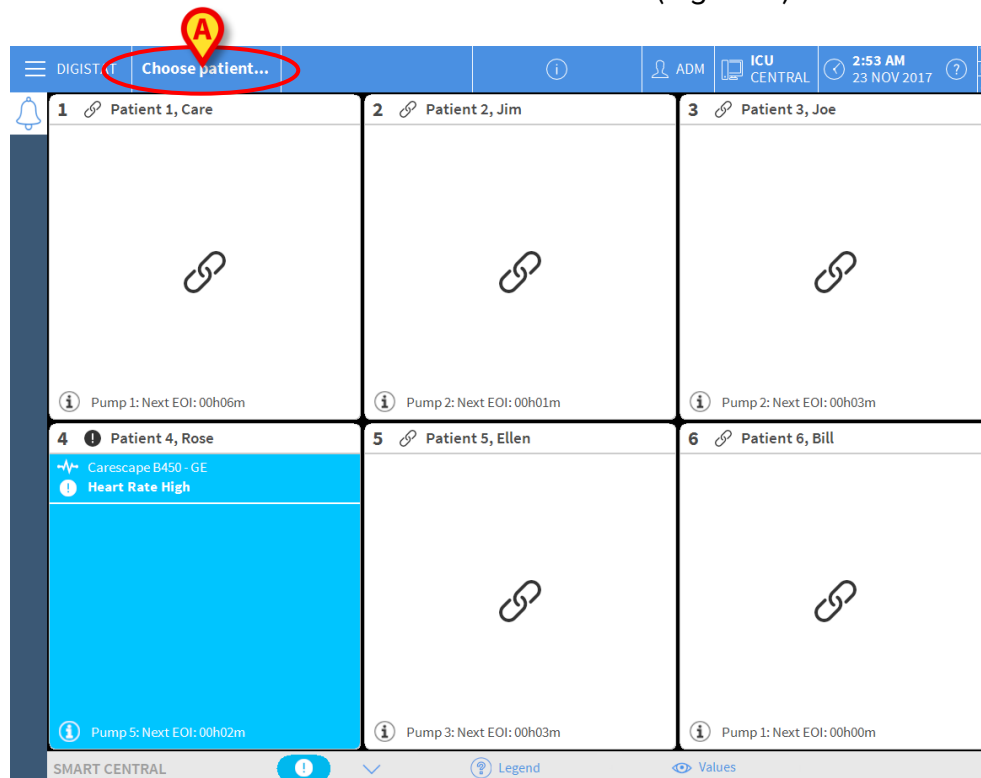 A
DIGISTAT Choose patient... ADM ICU CENTRAL 2:53 AM 23 NOV 2017 ?
1 Patient 1, Care
2 Patient 2, Jim
3 Patient 3, Joe
Pump 1: Next EOI: 00h06m
Pump 2: Next EOI: 00h01m
Pump 2: Next EOI: 00h03m
4 Patient 4, Rose
Carescape B450 - GE
Heart Rate High
Pump 5: Next EOI: 00h02m
5 Patient 5, Ellen
Pump 3: Next EOI: 00h03m
6 Patient 6, Bill
Pump 1: Next EOI: 00h00m
SMART CENTRAL ! ? Legend Values